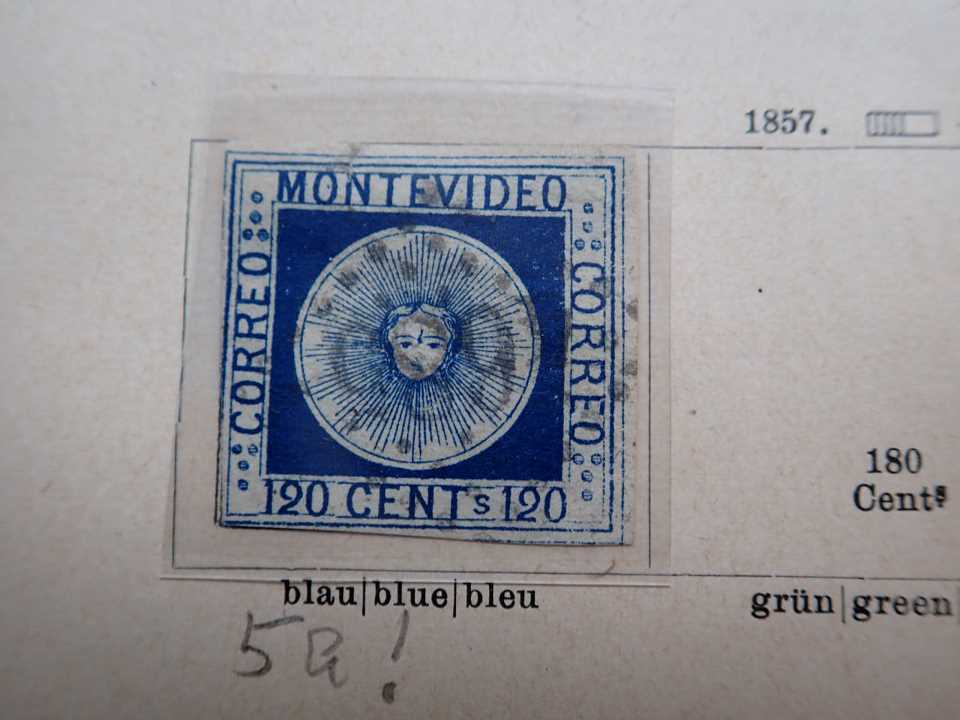 1857.
MONTEVIDEO
CORREO
CORREO
120 CENTs 120
180
Cents
blau|blue|bleu
grün|green|
5a!